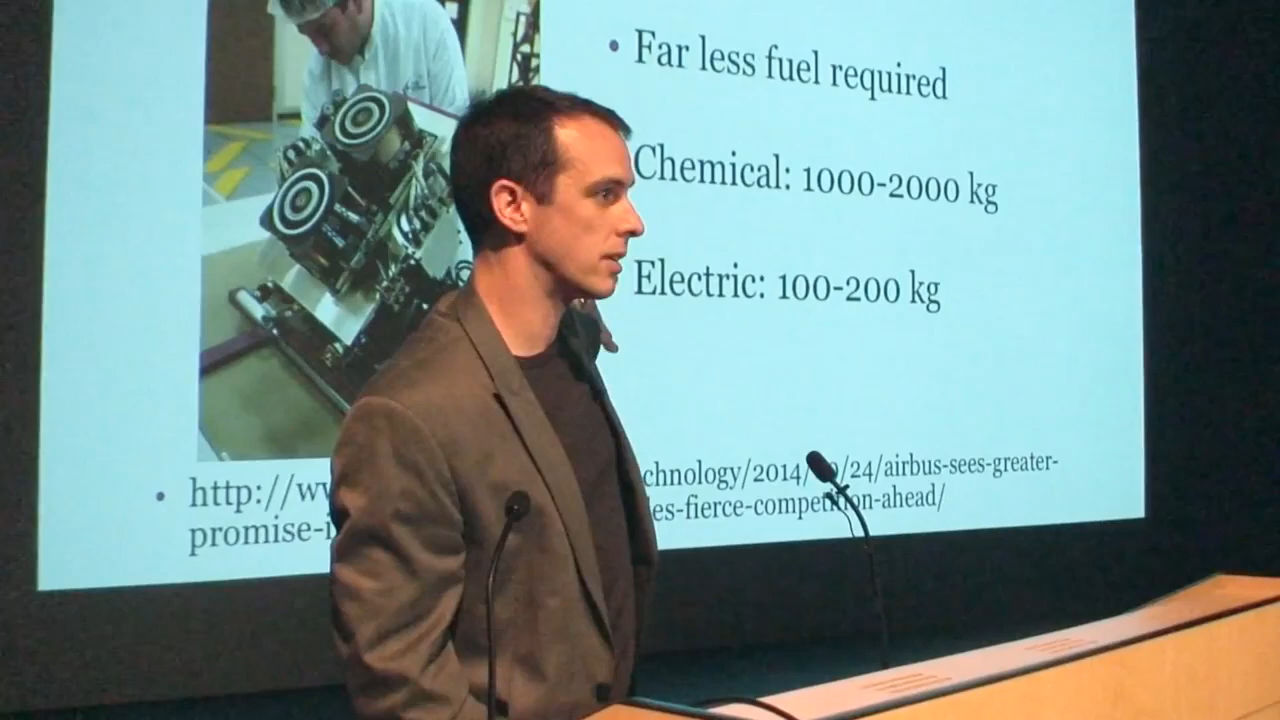 • Far less fuel required
Chemical: 1000-2000 kg
Electric: 100-200 kg
• http://w
chnology/2014/ /24/airbus-sees-greater-
promise-i
es-fierce-competition-ahead/